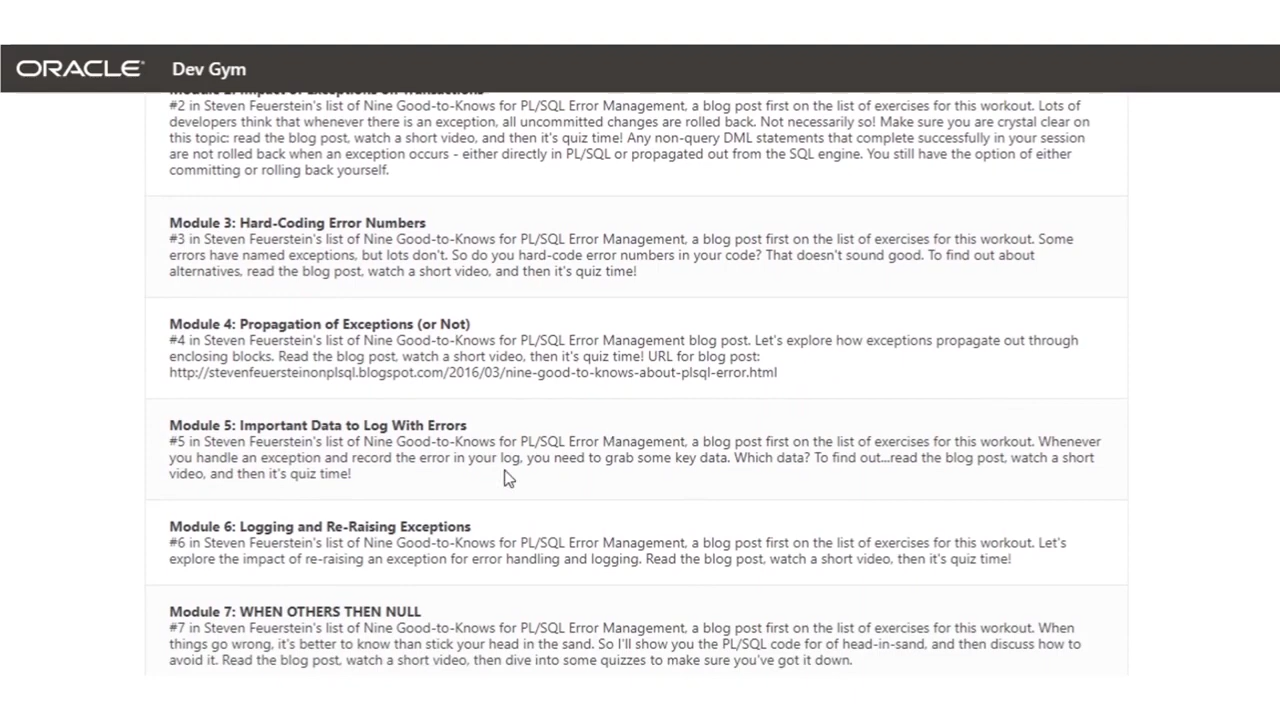 ORACLE Dev Gym
Module 2: Impact of Exceptions on Transactions
#2 in Steven Feuerstein's list of Nine Good-to-Knows for PL/SQL Error Management, a blog post first on the list of exercises for this workout. Lots of
developers think that whenever there is an exception, all uncommitted changes are rolled back. Not necessarily so! Make sure you are crystal clear on
this topic: read the blog post, watch a short video, and then it's quiz time! Any non-query DML statements that complete successfully in your session
are not rolled back when an exception occurs - either directly in PL/SQL or propagated out from the SQL engine. You still have the option of either
committing or rolling back yourself.
Module 3: Hard-Coding Error Numbers
#3 in Steven Feuerstein's list of Nine Good-to-Knows for PL/SQL Error Management, a blog post first on the list of exercises for this workout. Some
errors have named exceptions, but lots don't. So do you hard-code error numbers in your code? That doesn't sound good. To find out about
alternatives, read the blog post, watch a short video, and then it's quiz time!
Module 4: Propagation of Exceptions (or Not)
#4 in Steven Feuerstein's list of Nine Good-to-Knows for PL/SQL Error Management blog post. Let's explore how exceptions propagate out through
enclosing blocks. Read the blog post, watch a short video, then it's quiz time! URL for blog post:
http://stevenfeuersteinonplsql.blogspot.com/2016/03/nine-good-to-knows-about-plsql-error.html
Module 5: Important Data to Log With Errors
#5 in Steven Feuerstein's list of Nine Good-to-Knows for PL/SQL Error Management, a blog post first on the list of exercises for this workout. Whenever
you handle an exception and record the error in your log, you need to grab some key data. Which data? To find out...read the blog post, watch a short
video, and then it's quiz time!
Module 6: Logging and Re-Raising Exceptions
#6 in Steven Feuerstein's list of Nine Good-to-Knows for PL/SQL Error Management, a blog post first on the list of exercises for this workout. Let's
explore the impact of re-raising an exception for error handling and logging. Read the blog post, watch a short video, then it's quiz time!
Module 7: WHEN OTHERS THEN NULL
#7 in Steven Feuerstein's list of Nine Good-to-Knows for PL/SQL Error Management, a blog post first on the list of exercises for this workout. When
things go wrong, it's better to know than stick your head in the sand. So I'll show you the PL/SQL code for of head-in-sand, and then discuss how to
avoid it. Read the blog post, watch a short video, then dive into some quizzes to make sure you've got it down.